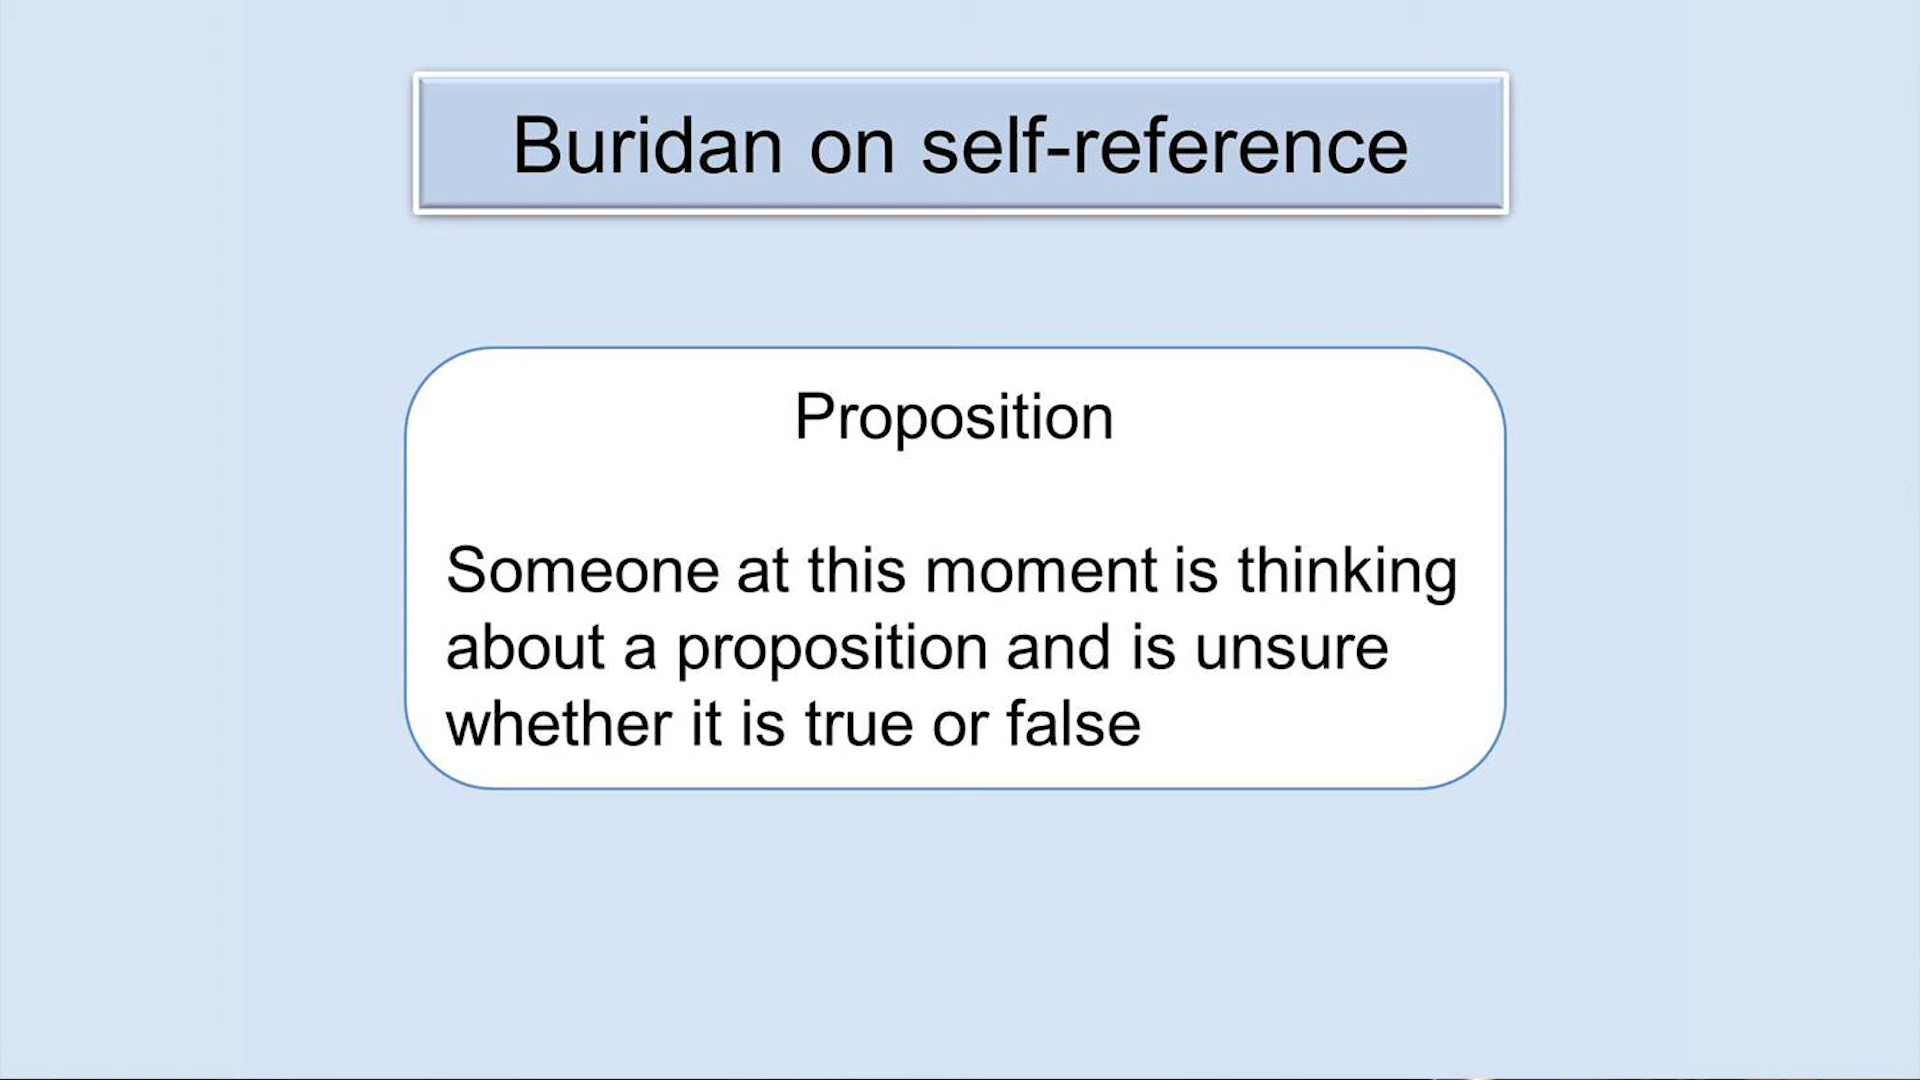 Buridan on self-reference
Proposition
Someone at this moment is thinking
about a proposition and is unsure
whether it is true or false